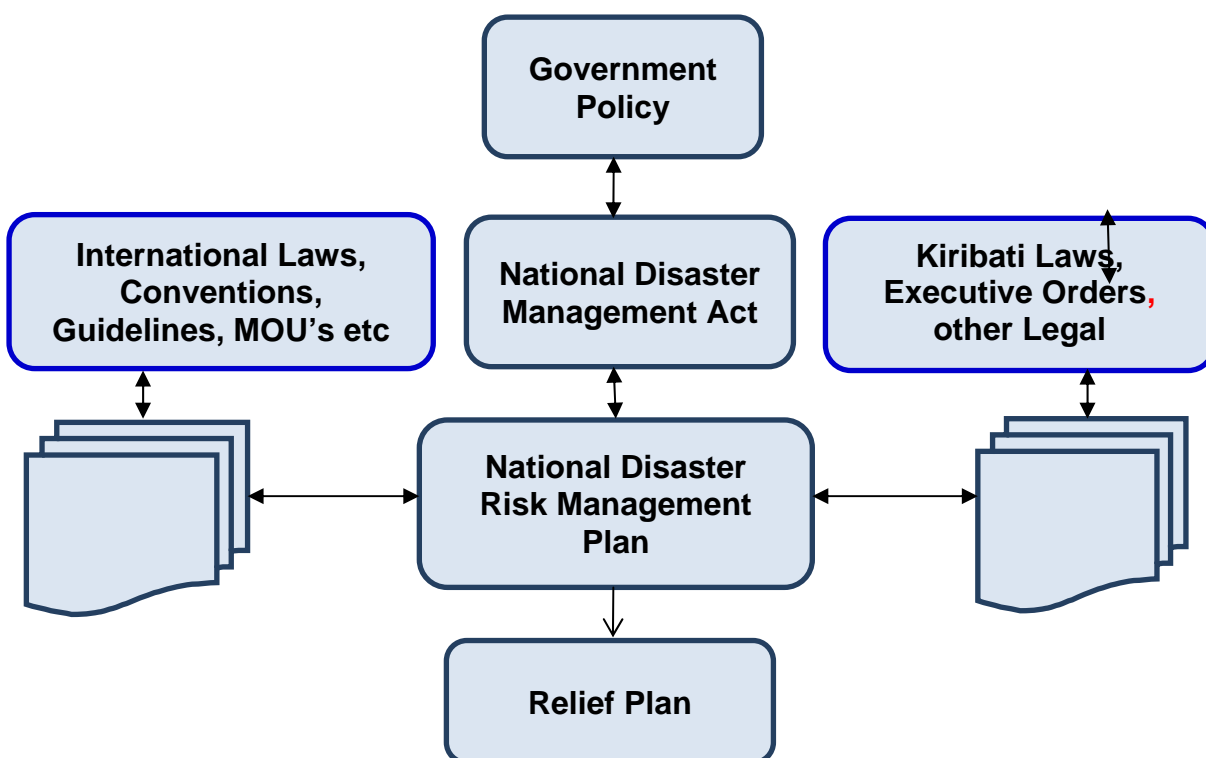 Government
Policy
International Laws,
Conventions,
Guidelines, MOU’s etc
National Disaster
Management Act
Kiribati Laws,
Executive Orders,
other Legal
National Disaster
Risk Management
Plan
Relief Plan